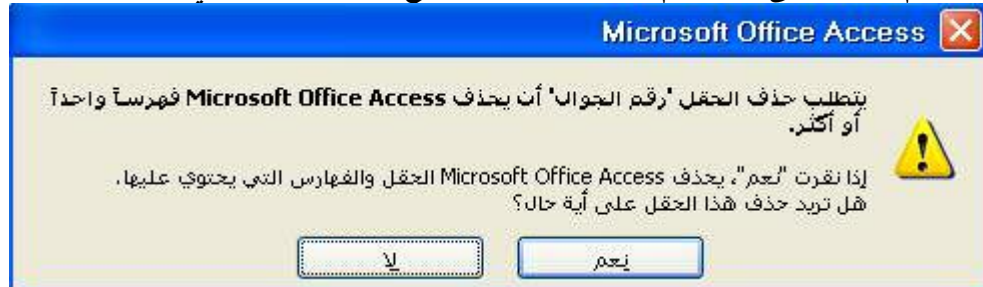 Microsoft Office Access
يتطلب حذف الحقل 'رقم الجوال' أن يحذف Microsoft Office Access فهرساً واحداً
أو أكثر.
إذا نقرت "نعم"، يحذف Microsoft Office Access الحقل والفهارس التي يحتوي عليها.
هل تريد حذف هذا الحقل على أية حال؟
نعم
لا